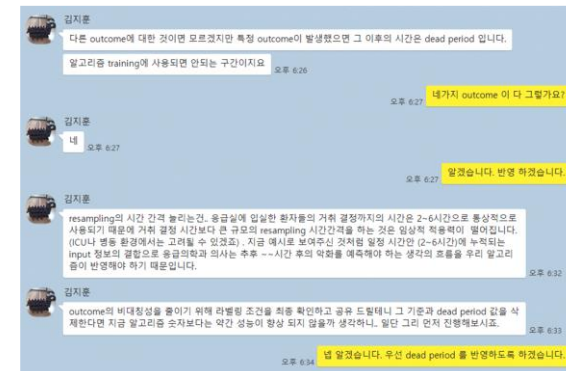 김지훈
다른 outcome에 대한 것이면 모르겠지만 특정 outcome이 발생했으면 그 이후의 시간은 dead period 입니다.
알고리즘 training에 사용되면 안되는 구간이지요
오후 6:26
오후 6:27
네가지 outcome 이 다 그럴가요?
김지훈
네
오후 6:27
오후 6:27
알겠습니다. 반영 하겠습니다.
김지훈
resampling의 시간 간격 늘리는건.. 응급실에 입실한 환자들의 거취 결정까지의 시간은 2~6시간으로 통상적으로
사용되기 때문에 거취 결정 시간보다 큰 규모의 resampling 시간간격을 하는 것은 임상적 적용력이 떨어집니다.
(ICU나 병동 환경에서는 고려될 수 있겠죠) . 지금 예시로 보여주신 것처럼 일정 시간안 (2~6시간)에 누적되는
input 정보의 결합으로 응급의학과 의사는 추후 ~~시간 후의 악화를 예측해야 하는 생각의 흐름을 우리 알고리
즘이 반영해야 하기 때문입니다.
오후 6:32
김지훈
outcome의 비대칭성을 줄이기 위해 라벨링 조건을 최종 확인하고 공유 드릴테니 그 기준과 dead period 값을 삭
제한다면 지금 알고리즘 숫자보다는 약간 성능이 향상 되지 않을까 생각하니.. 일단 그리 먼저 진행해보시죠.
오후 6:33
오후 6:34
넵 알겠습니다. 우선 dead period 를 반영하도록 하겠습니다.